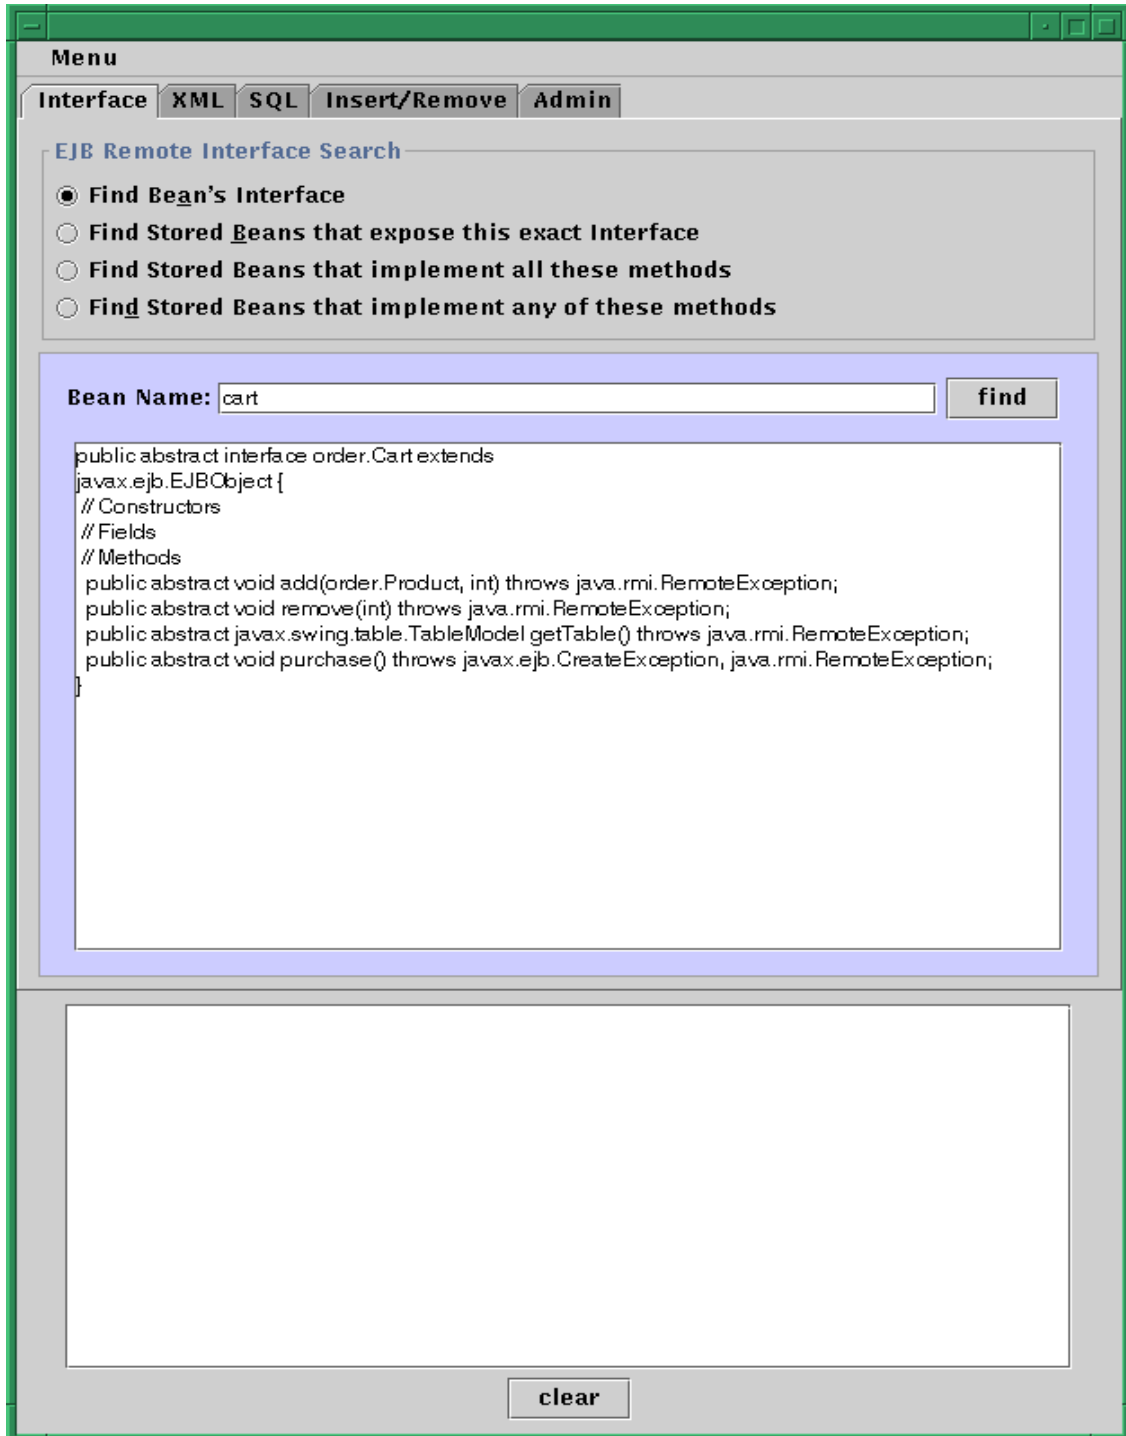 Menu
Interface XML SQL Insert/Remove Admin
EJB Remote Interface Search
Find Bean's Interface
Find Stored Beans that expose this exact Interface
Find Stored Beans that implement all these methods
Find Stored Beans that implement any of these methods
Bean Name: cart find
public abstract interface order.Cart extends
javax.ejb.EJBObject {
// Constructors
// Fields
// Methods
public abstract void add(order.Product, int) throws java.rmi.RemoteException;
public abstract void remove(int) throws java.rmi.RemoteException;
public abstract javax.swing.table.TableModel getTable() throws java.rmi.RemoteException;
public abstract void purchase() throws javax.ejb.CreateException, java.rmi.RemoteException;
}
clear